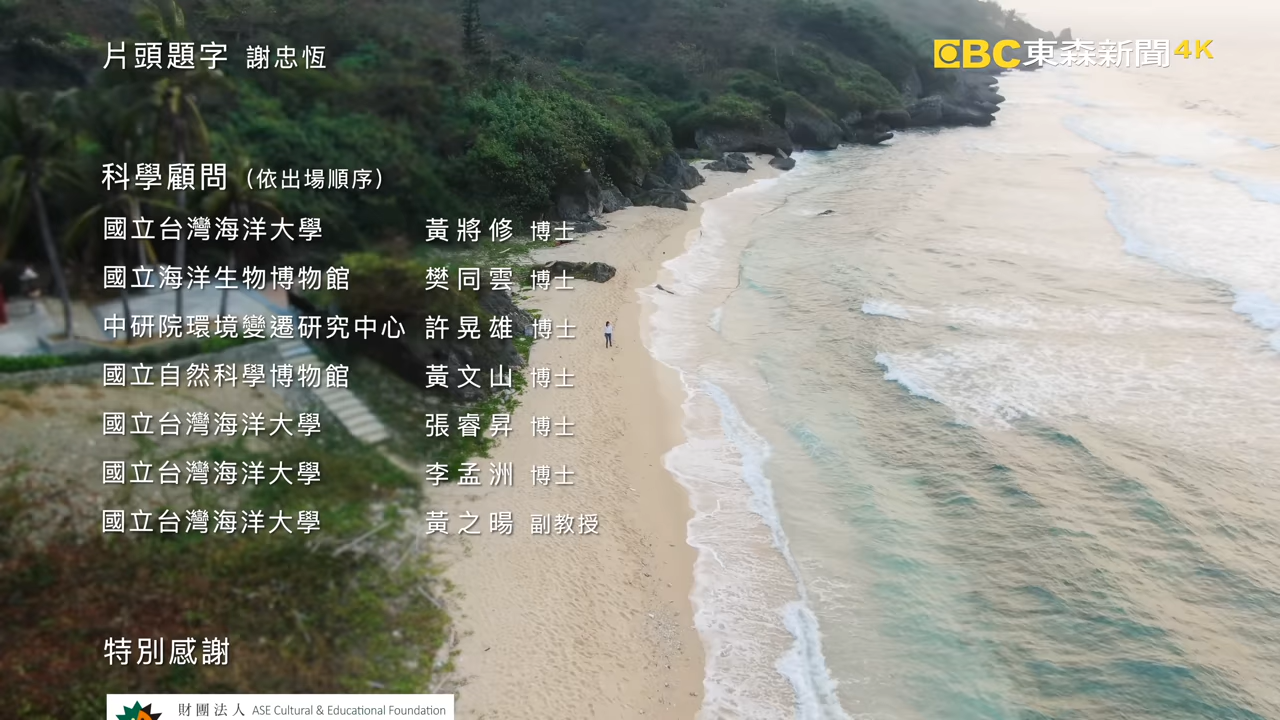 片頭題字 謝忠恆
EBC東森新聞4K
科學顧問（依出場順序）
國立台灣海洋大學 黃將修 博士
國立海洋生物博物館 樊同雲 博士
中研院環境變遷研究中心 許晃雄 博士
國立自然科學博物館 黃文山 博士
國立台灣海洋大學 張睿昇 博士
國立台灣海洋大學 李孟洲 博士
國立台灣海洋大學 黃之暘 副教授
特別感謝
財團法人 ASE Cultural & Educational Foundation